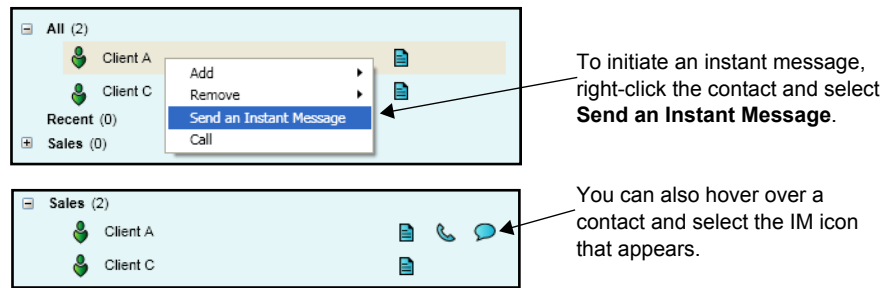 All (2)
Client A
Add
Client C
Remove
Recent (0)
Send an Instant Message
Sales (0)
Call
To initiate an instant message,
right-click the contact and select
Send an Instant Message.
Sales (2)
Client A
Client C
You can also hover over a
contact and select the IM icon
that appears.